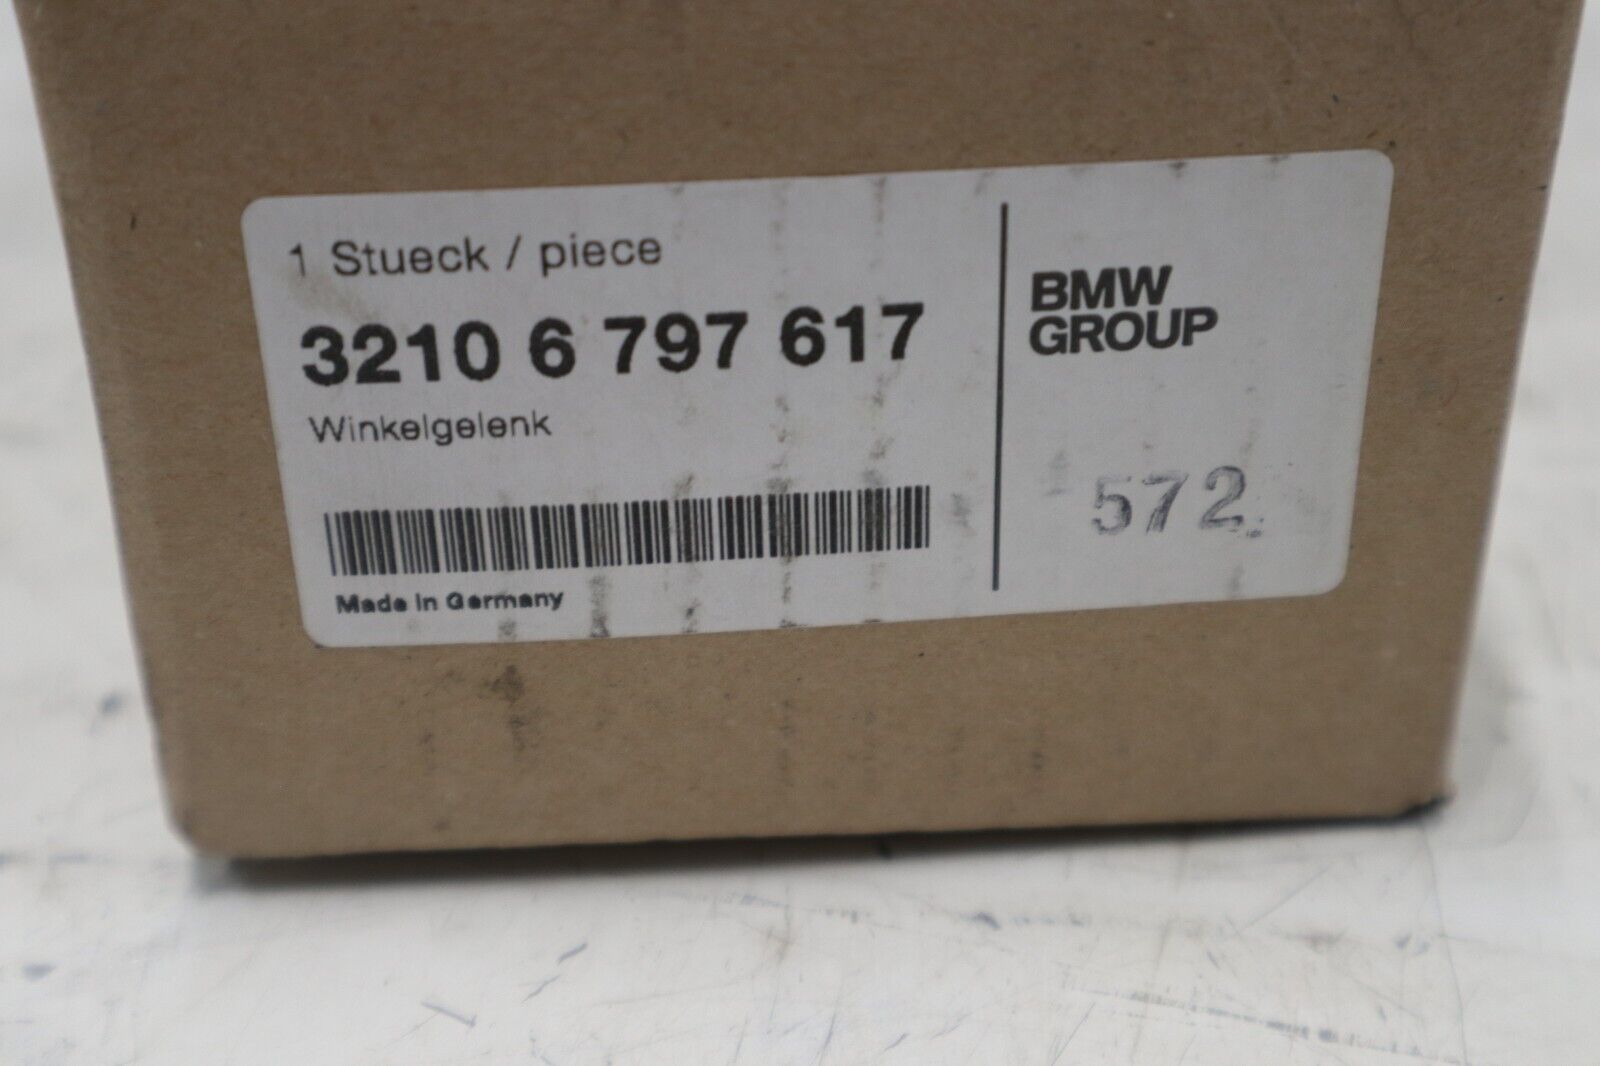 1 Stueck / piece
3210 6 797 617
Winkelgelenk
Made in Germany
BMW
GROUP
572